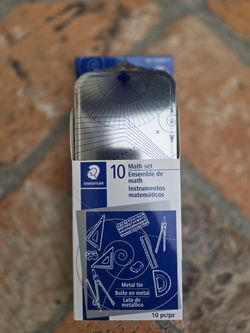 STAEDTLER
10 Math set
Ensemble de
math
Instrumentos
matemáticos
Metal tin
Boîte en métal
Lata de
metallico
10 pc/pz